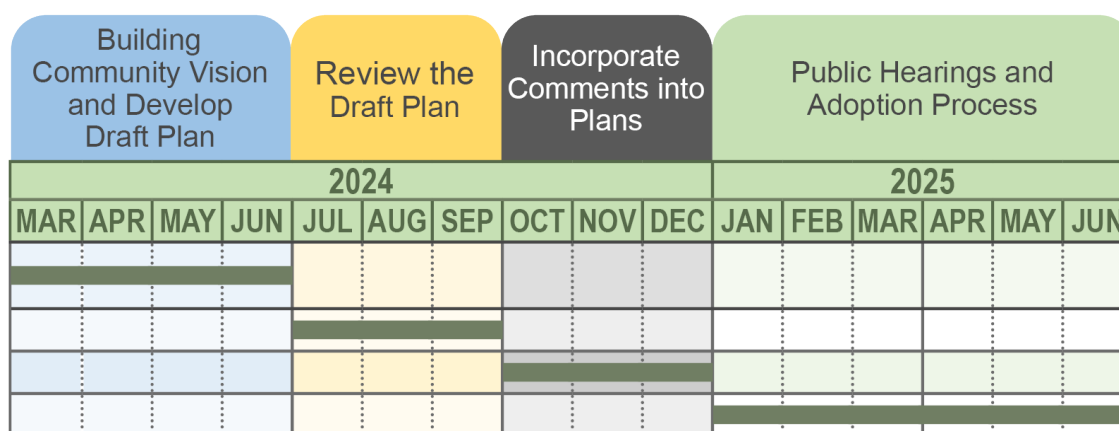 Building
Community Vision
and Develop
Draft Plan
Review the
Draft Plan
Incorporate
Comments into
Plans
Public Hearings and
Adoption Process
2024 2025
MAR APR MAY JUN JUL AUG SEP OCT NOV DEC JAN FEB MAR APR MAY JUN